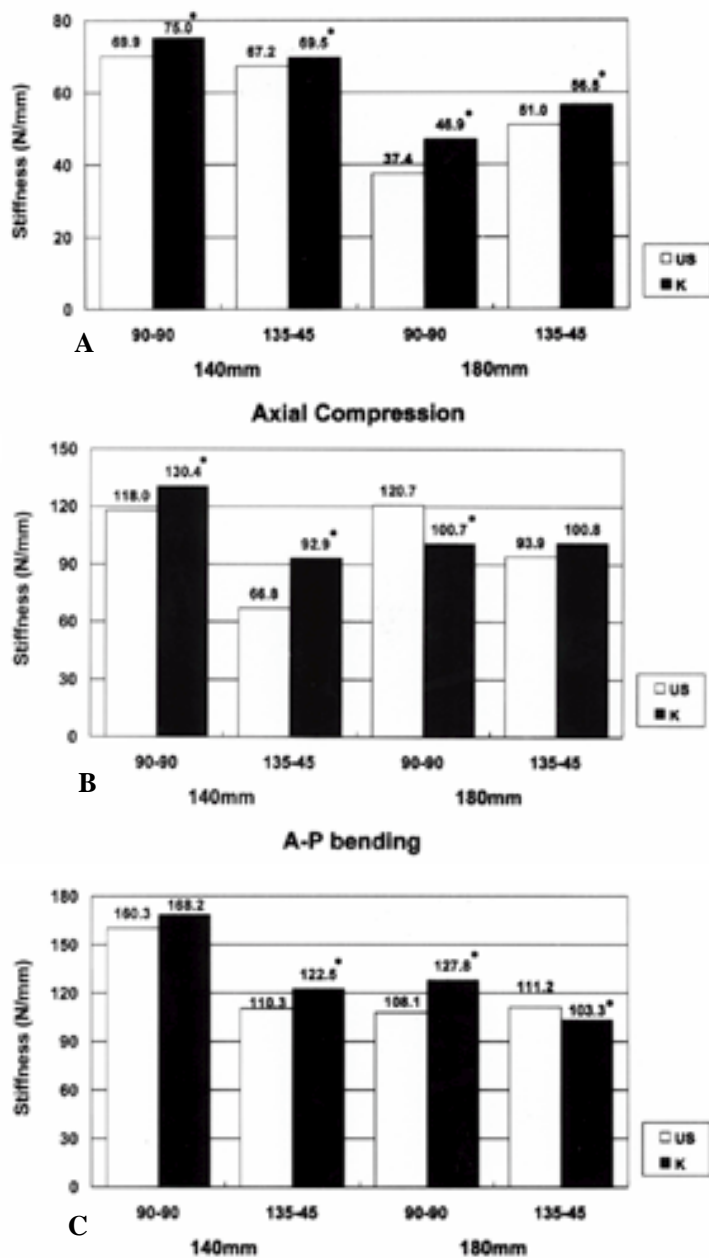 80
75.0*
69.9
67.2
69.5*
60
56.5*
51.0
46.9*
40
37.4
20
0
Stiffness (N/mm)
US
K
A
90-90
135-45
90-90
135-45
140mm
180mm
Axial Compression
150
130.4*
120
118.0
120.7
100.7*
100.8
92.9*
93.9
90
66.8
60
30
0
Stiffness (N/mm)
US
K
B
90-90
135-45
90-90
135-45
140mm
180mm
A-P bending
180
160.3
168.2
150
122.5*
127.8*
120
110.3
108.1
111.2
103.3*
90
60
30
0
Stiffness (N/mm)
US
K
C
90-90
135-45
90-90
135-45
140mm
180mm